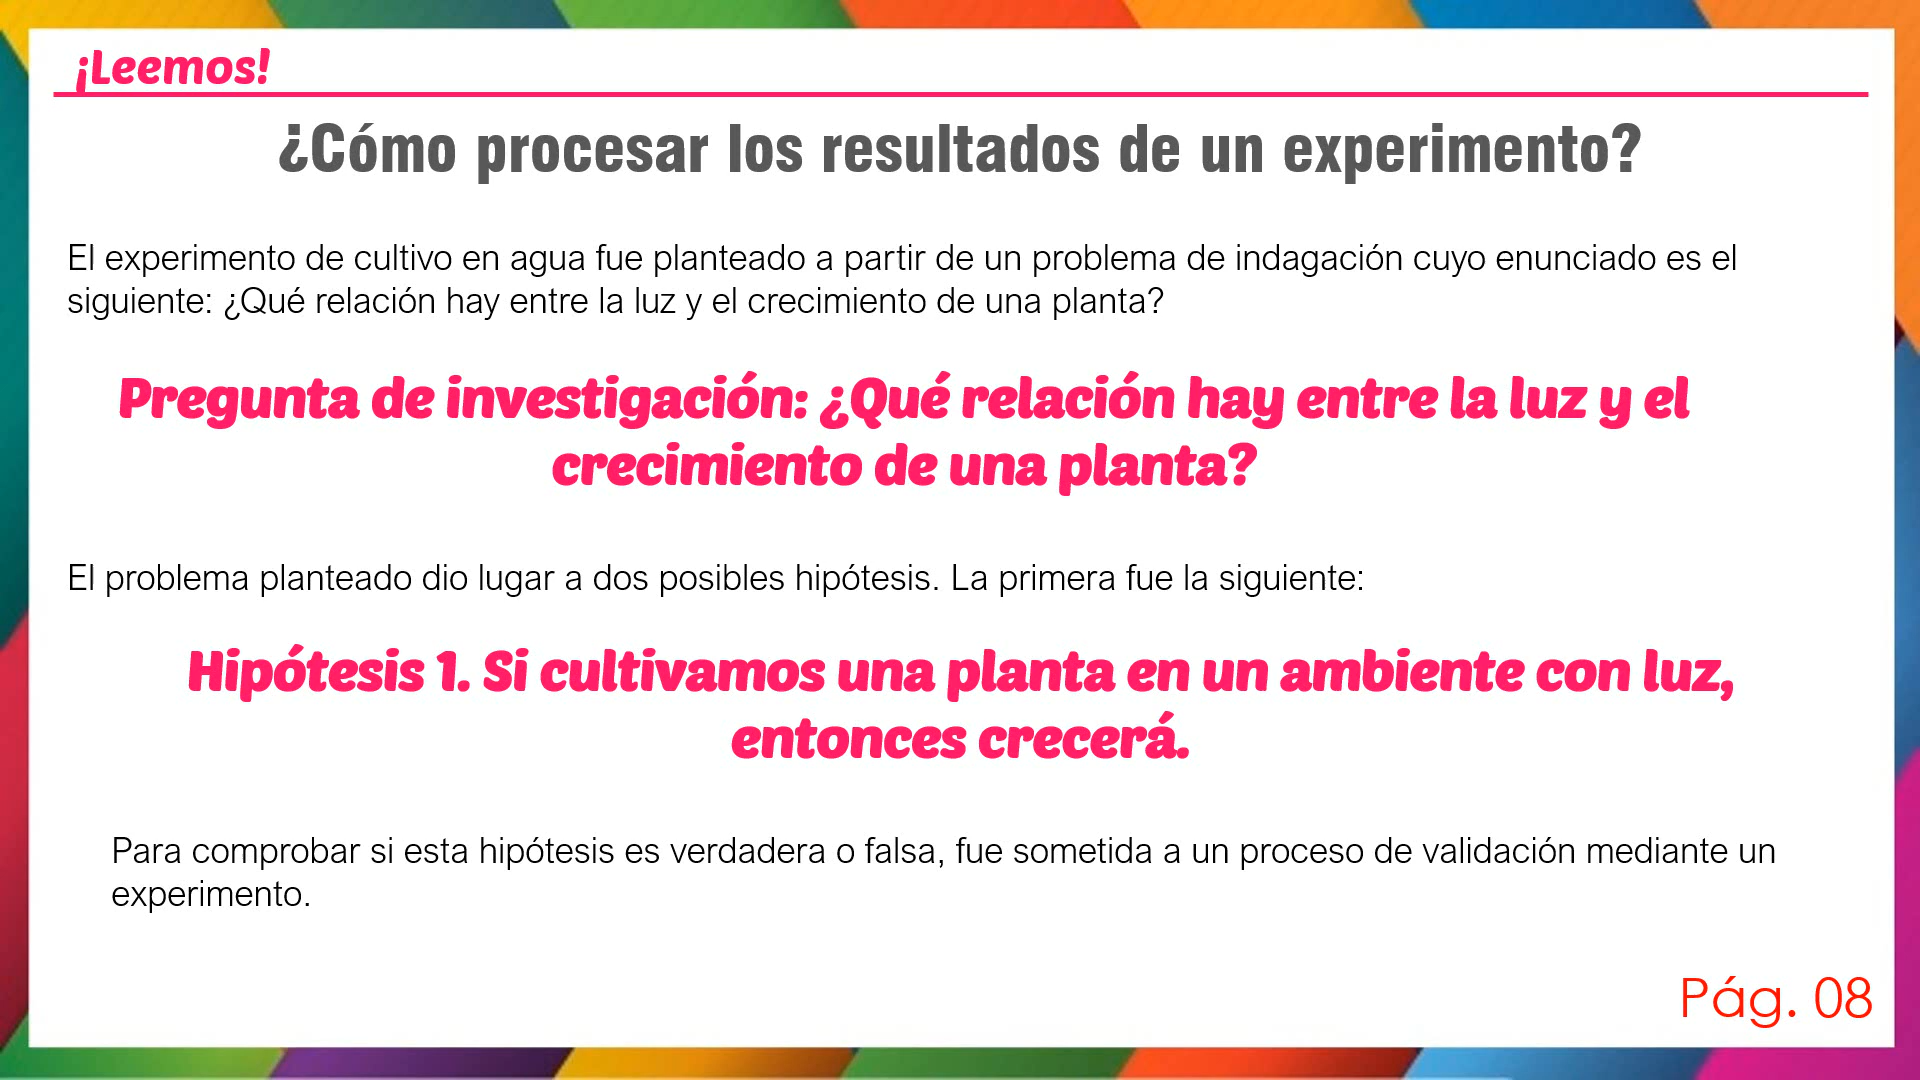 ¡Leemos!
¿Cómo procesar los resultados de un experimento?
El experimento de cultivo en agua fue planteado a partir de un problema de indagación cuyo enunciado es el
siguiente: ¿Qué relación hay entre la luz y el crecimiento de una planta?
Pregunta de investigación: ¿Qué relación hay entre la luz y el
crecimiento de una planta?
El problema planteado dio lugar a dos posibles hipótesis. La primera fue la siguiente:
Hipótesis 1. Si cultivamos una planta en un ambiente con luz,
entonces crecerá.
Para comprobar si esta hipótesis es verdadera o falsa, fue sometida a un proceso de validación mediante un
experimento.
Pág. 08